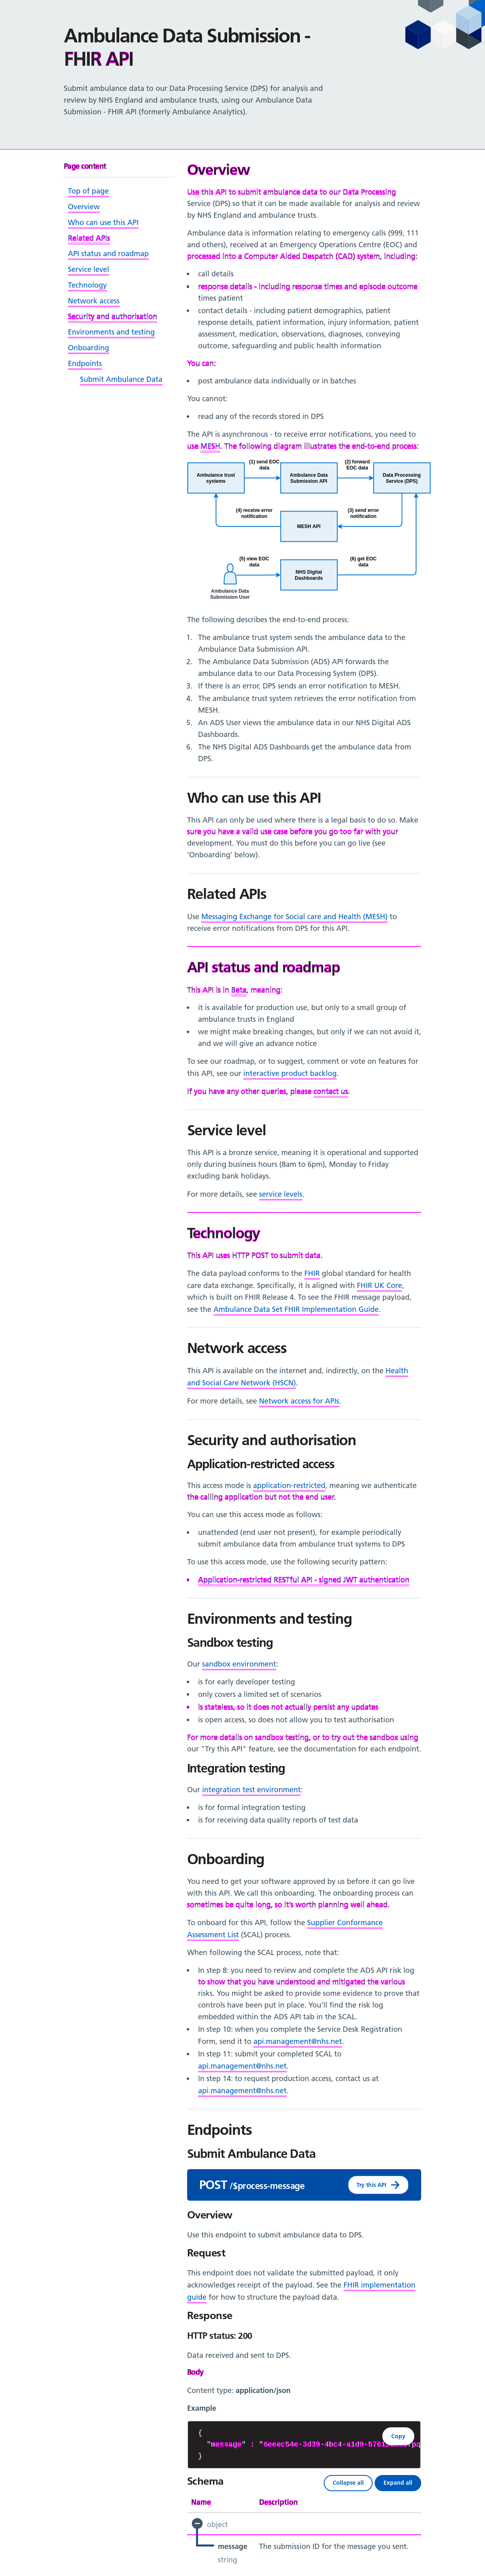 Ambulance Data Submission -
FHIR API
Submit ambulance data to our Data Processing Service (DPS) for analysis and
review by NHS England and ambulance trusts, using our Ambulance Data
Submission - FHIR API (formerly Ambulance Analytics).
Page content
Top of page
Overview
Who can use this API
Related APIs
API status and roadmap
Service level
Technology
Network access
Security and authorisation
Environments and testing
Onboarding
Endpoints
Submit Ambulance Data
Overview
Use this API to submit ambulance data to our Data Processing
Service (DPS) so that it can be made available for analysis and review
by NHS England and ambulance trusts.
Ambulance data is information relating to emergency calls (999, 111
and others), received at an Emergency Operations Centre (EOC) and
processed into a Computer Aided Despatch (CAD) system, including:
• call details
• response details - including response times and episode outcome
times patient
• contact details - including patient demographics, patient
response details, patient information, injury information, patient
assessment, medication, observations, diagnoses, conveying
outcome, safeguarding and public health information
You can:
• post ambulance data individually or in batches
You cannot:
• read any of the records stored in DPS
The API is asynchronous - to receive error notifications, you need to
use MESH. The following diagram illustrates the end-to-end process:
Ambulance trust
systems
(1) send EOC
data
Ambulance Data
Submission API
(2) forward
EOC data
Data Processing
Service (DPS)
(4) receive error
notification
MESH API
(3) send error
notification
(5) view EOC
data
NHS Digital
Dashboards
(6) get EOC
data
Ambulance Data
Submission User
The following describes the end-to-end process:
1. The ambulance trust system sends the ambulance data to the
Ambulance Data Submission API.
2. The Ambulance Data Submission (ADS) API forwards the
ambulance data to our Data Processing System (DPS).
3. If there is an error, DPS sends an error notification to MESH.
4. The ambulance trust system retrieves the error notification from
MESH.
5. An ADS User views the ambulance data in our NHS Digital ADS
Dashboards.
6. The NHS Digital ADS Dashboards get the ambulance data from
DPS.
Who can use this API
This API can only be used where there is a legal basis to do so. Make
sure you have a valid use case before you go too far with your
development. You must do this before you can go live (see
'Onboarding' below).
Related APIs
Use Messaging Exchange for Social care and Health (MESH) to
receive error notifications from DPS for this API.
API status and roadmap
This API is in Beta, meaning:
• it is available for production use, but only to a small group of
ambulance trusts in England
• we might make breaking changes, but only if we can not avoid it,
and we will give an advance notice
To see our roadmap, or to suggest, comment or vote on features for
this API, see our interactive product backlog.
If you have any other queries, please contact us.
Service level
This API is a bronze service, meaning it is operational and supported
only during business hours (8am to 6pm), Monday to Friday
excluding bank holidays.
For more details, see service levels.
Technology
This API uses HTTP POST to submit data.
The data payload conforms to the FHIR global standard for health
care data exchange. Specifically, it is aligned with FHIR UK Core,
which is built on FHIR Release 4. To see the FHIR message payload,
see the Ambulance Data Set FHIR Implementation Guide.
Network access
This API is available on the internet and, indirectly, on the Health
and Social Care Network (HSCN).
For more details, see Network access for APIs.
Security and authorisation
Application-restricted access
This access mode is application-restricted, meaning we authenticate
the calling application but not the end user.
You can use this access mode as follows:
• unattended (end user not present), for example periodically
submit ambulance data from ambulance trust systems to DPS
To use this access mode, use the following security pattern:
• Application-restricted RESTful API - signed JWT authentication
Environments and testing
Sandbox testing
Our sandbox environment:
• is for early developer testing
• only covers a limited set of scenarios
• is stateless, so it does not actually persist any updates
• is open access, so does not allow you to test authorisation
For more details on sandbox testing, or to try out the sandbox using
our "Try this API" feature, see the documentation for each endpoint.
Integration testing
Our integration test environment:
• is for formal integration testing
• is for receiving data quality reports of test data
Onboarding
You need to get your software approved by us before it can go live
with this API. We call this onboarding. The onboarding process can
sometimes be quite long, so it's worth planning well ahead.
To onboard for this API, follow the Supplier Conformance
Assessment List (SCAL) process.
When following the SCAL process, note that:
• In step 8: you need to review and complete the ADS API risk log
to show that you have understood and mitigated the various
risks. You might be asked to provide some evidence to prove that
controls have been put in place. You'll find the risk log
embedded within the ADS API tab in the SCAL.
• In step 10: when you complete the Service Desk Registration
Form, send it to api.management@nhs.net.
• In step 11: submit your completed SCAL to
api.management@nhs.net.
• In step 14: to request production access, contact us at
api.management@nhs.net.
Endpoints
Submit Ambulance Data
POST /$process-message
Try this API
Overview
Use this endpoint to submit ambulance data to DPS.
Request
This endpoint does not validate the submitted payload, it only
acknowledges receipt of the payload. See the FHIR implementation
guide for how to structure the payload data.
Response
HTTP status: 200
Data received and sent to DPS.
Body
Content type: application/json
Example
{
Copy
"message" : "6eeec54e-3d39-4bc4-a1d9-5761
}
Schema
Collapse all
Expand all
Name Description
object
message The submission ID for the message you sent.
string